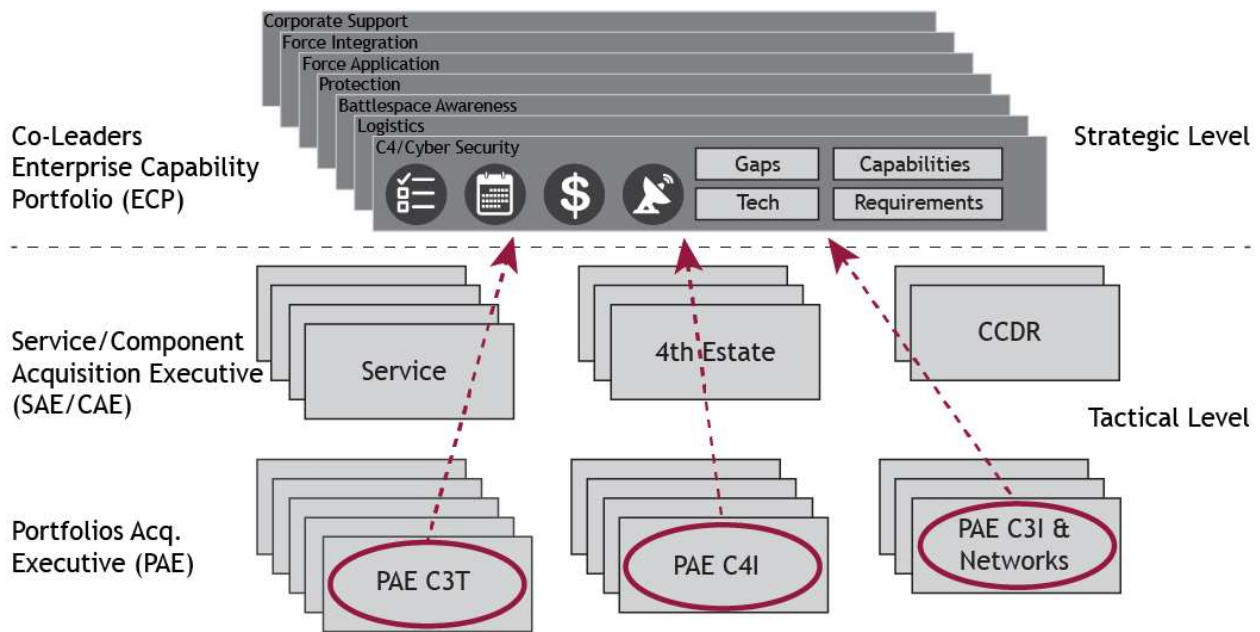 Corporate Support
Force Integration
Force Application
Protection
Battlespace Awareness
Logistics
C4/Cyber Security
Co-Leaders
Enterprise Capability
Portfolio (ECP)
$
Gaps
Capabilities
Tech
Requirements
Strategic Level
Service/Component
Acquisition Executive
(SAE/CAE)
Service
4th Estate
CCDR
Tactical Level
Portfolios Acq.
Executive (PAE)
PAE C3T
PAE C4I
PAE C3I &
Networks